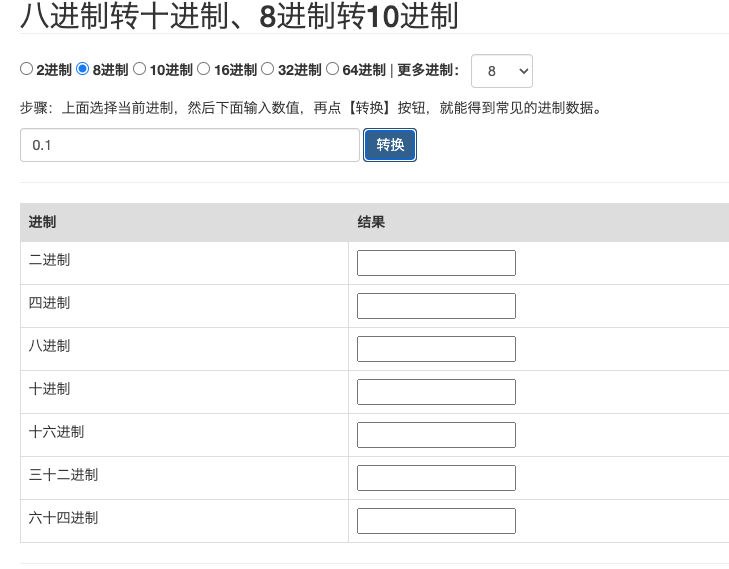 八进制转十进制、8进制转10进制
2进制 8进制 10进制 16进制 32进制 64进制 | 更多进制： 8
步骤：上面选择当前进制，然后下面输入数值，再点【转换】按钮，就能得到常见的进制数据。
0.1 转换
进制 结果
二进制
四进制
八进制
十进制
十六进制
三十二进制
六十四进制